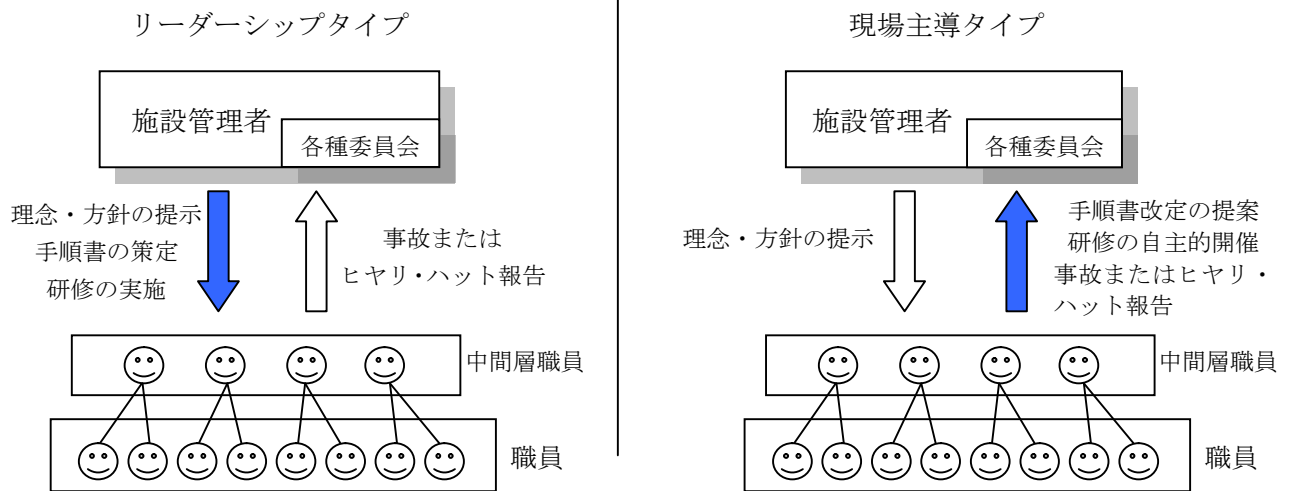 リーダーシップタイプ
施設管理者
各種委員会
理念・方針の提示
手順書の策定
研修の実施
事故または
ヒヤリ・ハット報告
中間層職員
職員
現場主導タイプ
施設管理者
各種委員会
理念・方針の提示
手順書改定の提案
研修の自主的開催
事故またはヒヤリ・
ハット報告
中間層職員
職員